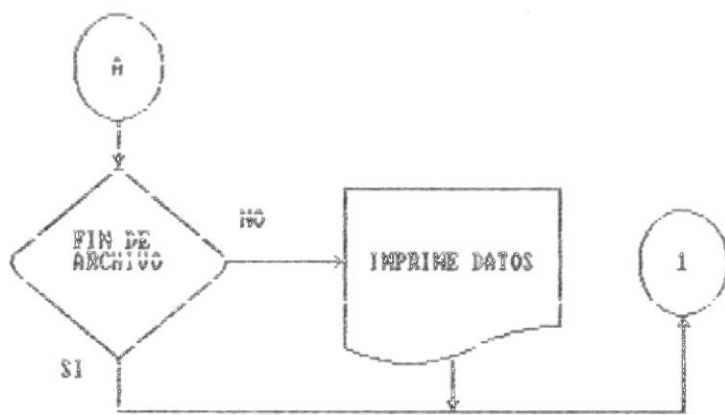 A
NO
FIN DE
ARCHIVO
IMPRIME DATOS
1
SI